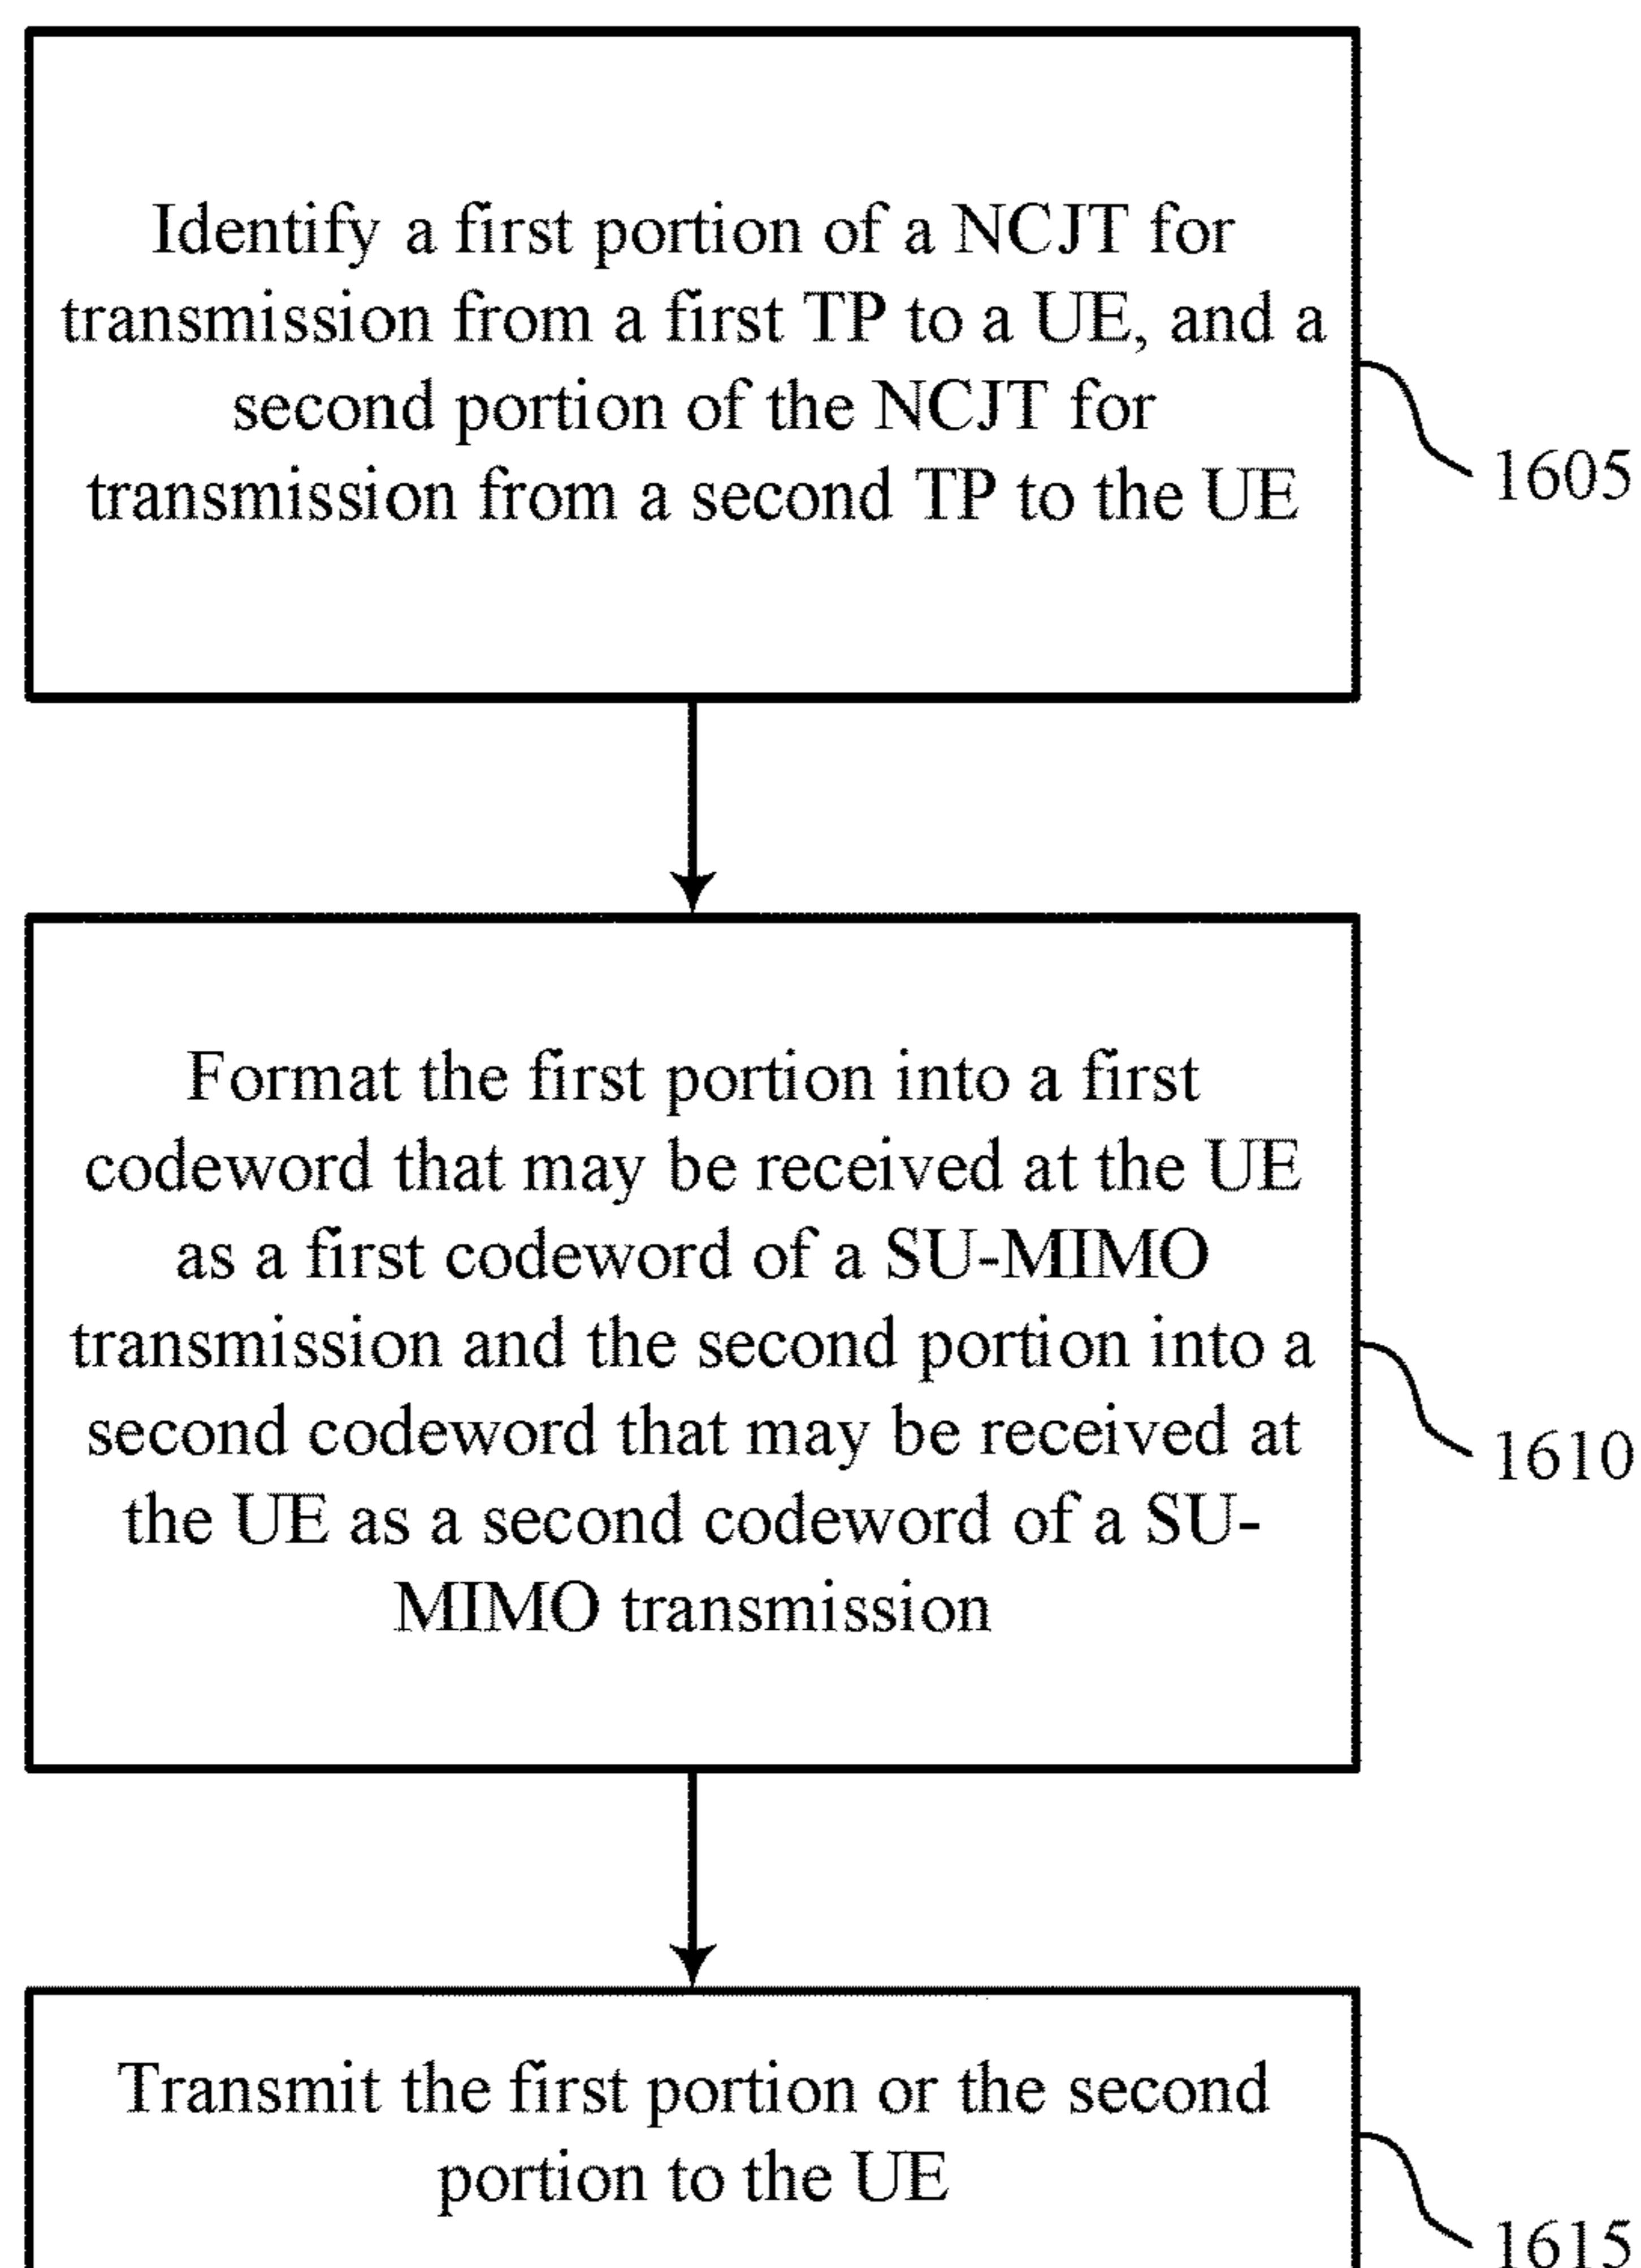 Identify a first portion of a NCJT for
transmission from a first TP to a UE, and a
second portion of the NCJT for
transmission from a second TP to the UE
1605
Format the first portion into a first
codeword that may be received at the UE
as a first codeword of a SU-MIMO
transmission and the second portion into a
second codeword that may be received at
the UE as a second codeword of a SU-
MIMO transmission
1610
Transmit the first portion or the second
portion to the UE
1615